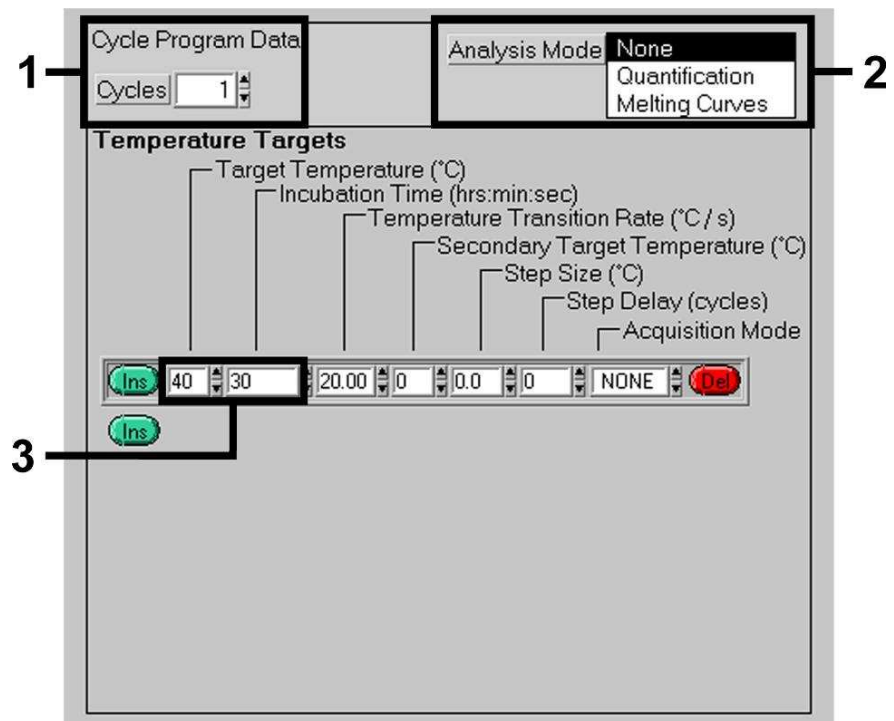 Cycle Program Data
Analysis Mode None
1
2
Cycles 1
Quantification
Melting Curves
Temperature Targets
Target Temperature (°C)
Incubation Time (hrs:min:sec)
Temperature Transition Rate (°C / s)
Secondary Target Temperature (°C)
Step Size (°C)
Step Delay (cycles)
Acquisition Mode
Ins 40 30 20.00 0 0.0 0 NONE Del
Ins
3